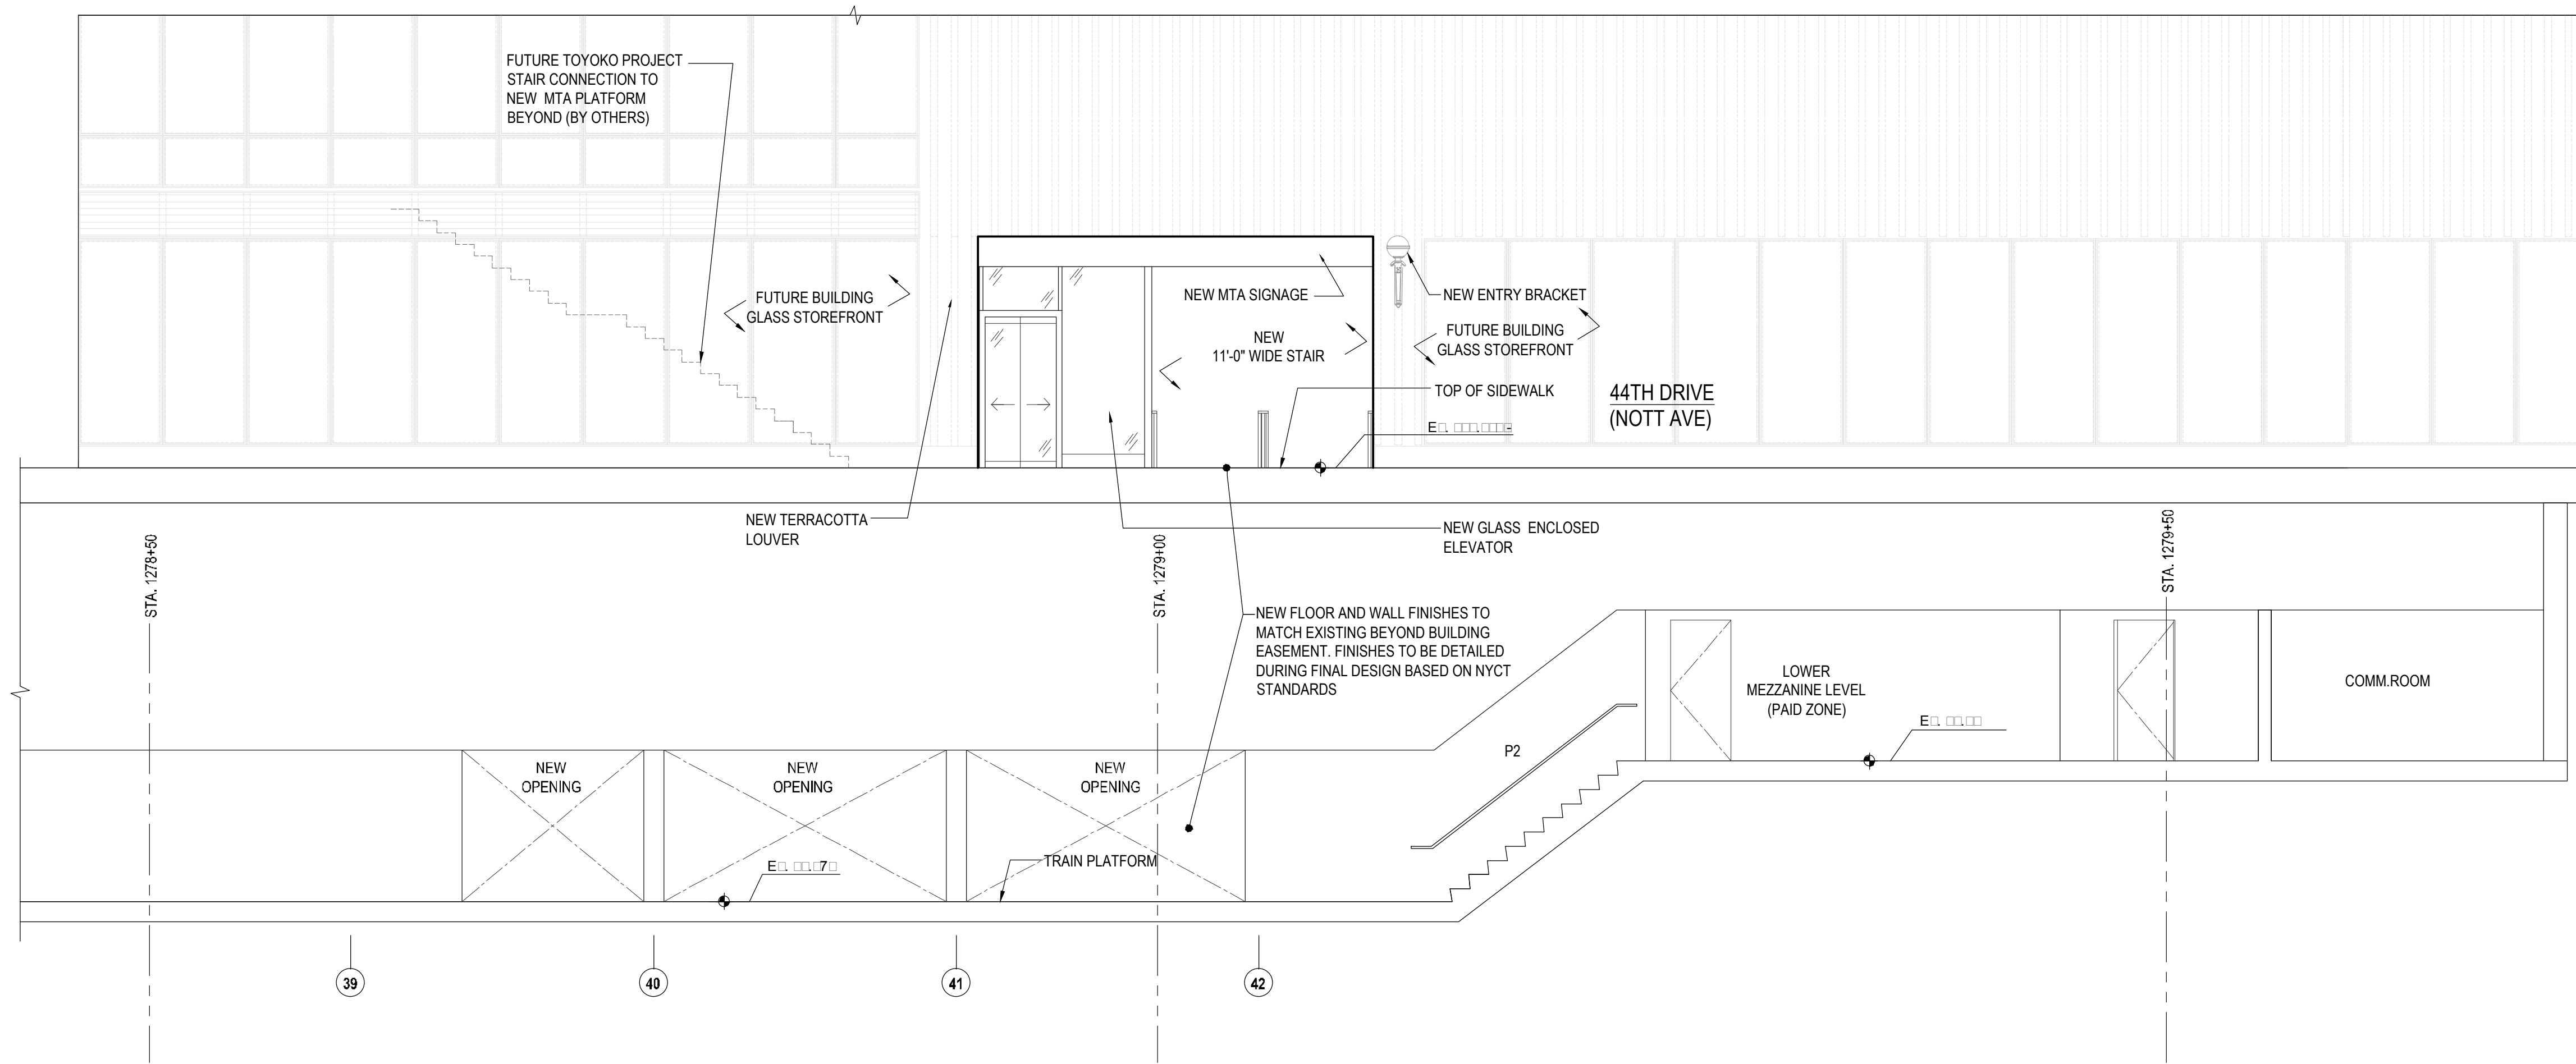 FUTURE TOYOKO PROJECT
STAIR CONNECTION TO
NEW MTA PLATFORM
BEYOND (BY OTHERS)
FUTURE BUILDING
GLASS STOREFRONT
NEW MTA SIGNAGE
NEW
11'-0" WIDE STAIR
NEW ENTRY BRACKET
FUTURE BUILDING
GLASS STOREFRONT
TOP OF SIDEWALK
44TH DRIVE
(NOTT AVE)
NEW TERRACOTTA
LOUVER
NEW GLASS ENCLOSED
ELEVATOR
STA. 1278+50
STA. 1279+00
STA. 1279+50
NEW FLOOR AND WALL FINISHES TO
MATCH EXISTING BEYOND BUILDING
EASEMENT. FINISHES TO BE DETAILED
DURING FINAL DESIGN BASED ON NYCT
STANDARDS
LOWER
MEZZANINE LEVEL
(PAID ZONE)
COMM.ROOM
P2
NEW
OPENING
NEW
OPENING
NEW
OPENING
TRAIN PLATFORM
39
40
41
42